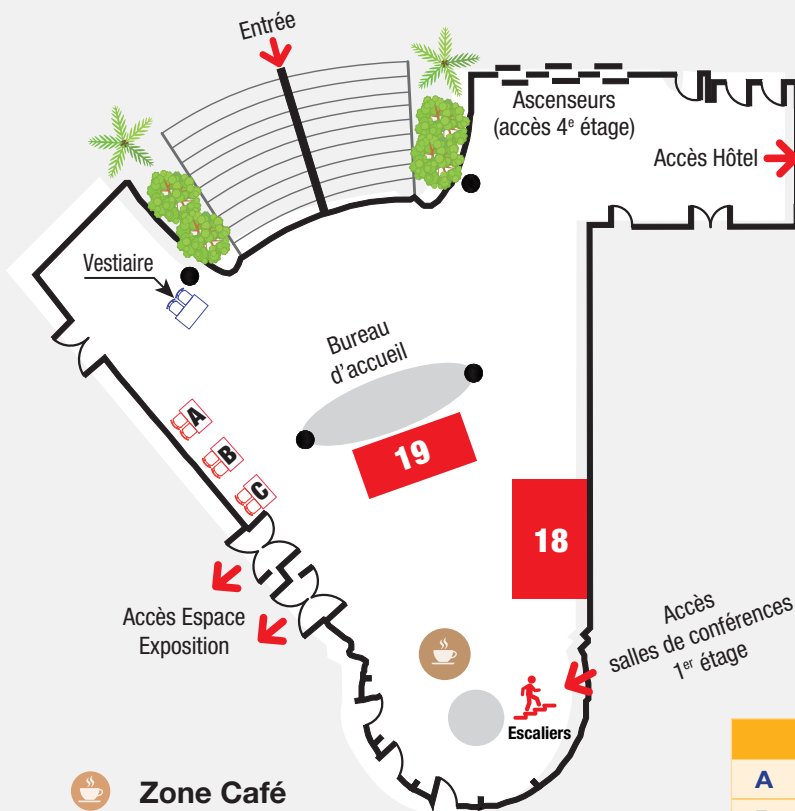 Entrée
Ascenseurs
(accès 4e étage)
Accès Hôtel
Vestiaire
Bureau
d'accueil
A
B
C
19
18
Accès Espace
Exposition
Accès
salles de conférences
1er étage
Escaliers
Zone Café
A